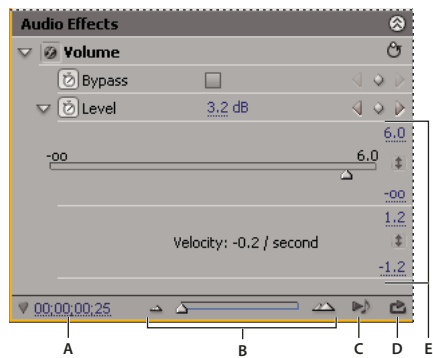 Audio Effects
Volume
Bypass
Level 3.2 dB
6.0
-oo 6.0
-oo
1.2
Velocity: -0.2 / second
-1.2
00;00;00;25
A B C D E